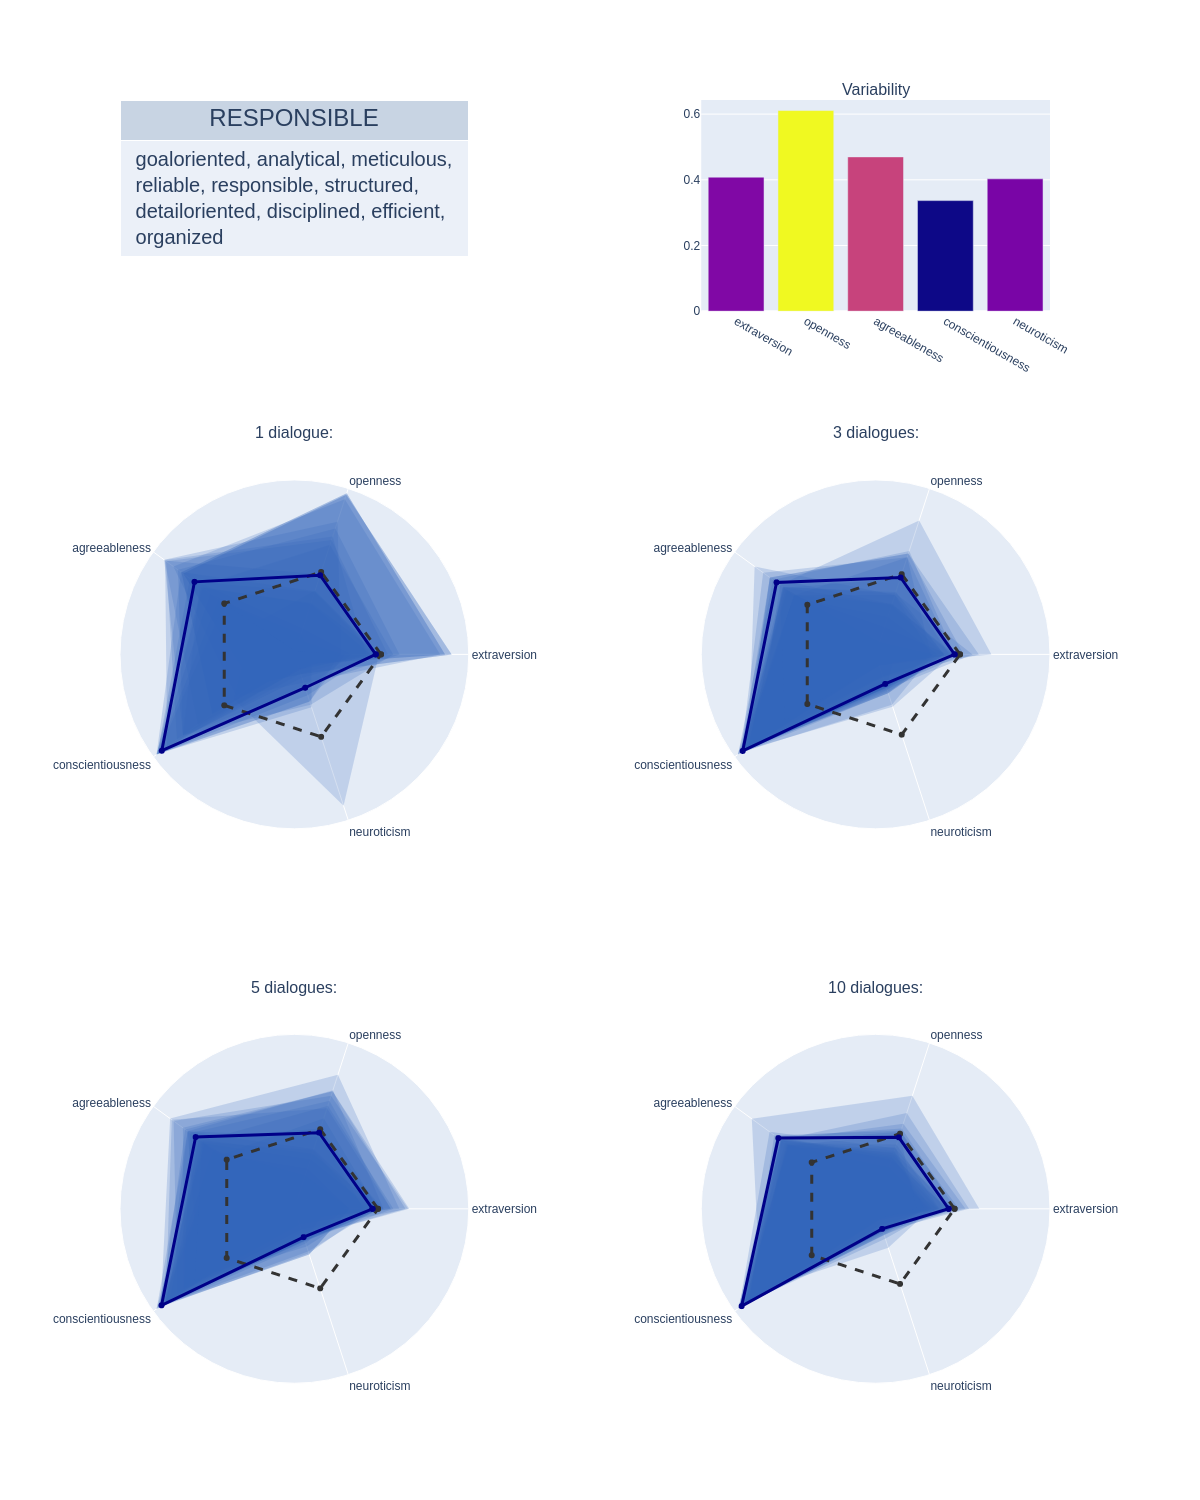 RESPONSIBLE
goaloriented, analytical, meticulous,
reliable, responsible, structured,
detailoriented, disciplined, efficient,
organized
Variability
0.6
0.4
0.2
0
extraversion
openness
agreeableness
conscientiousness
neuroticism
1 dialogue:
openness
agreeableness
extraversion
conscientiousness
neuroticism
3 dialogues:
openness
agreeableness
extraversion
conscientiousness
neuroticism
5 dialogues:
openness
agreeableness
extraversion
conscientiousness
neuroticism
10 dialogues:
openness
agreeableness
extraversion
conscientiousness
neuroticism